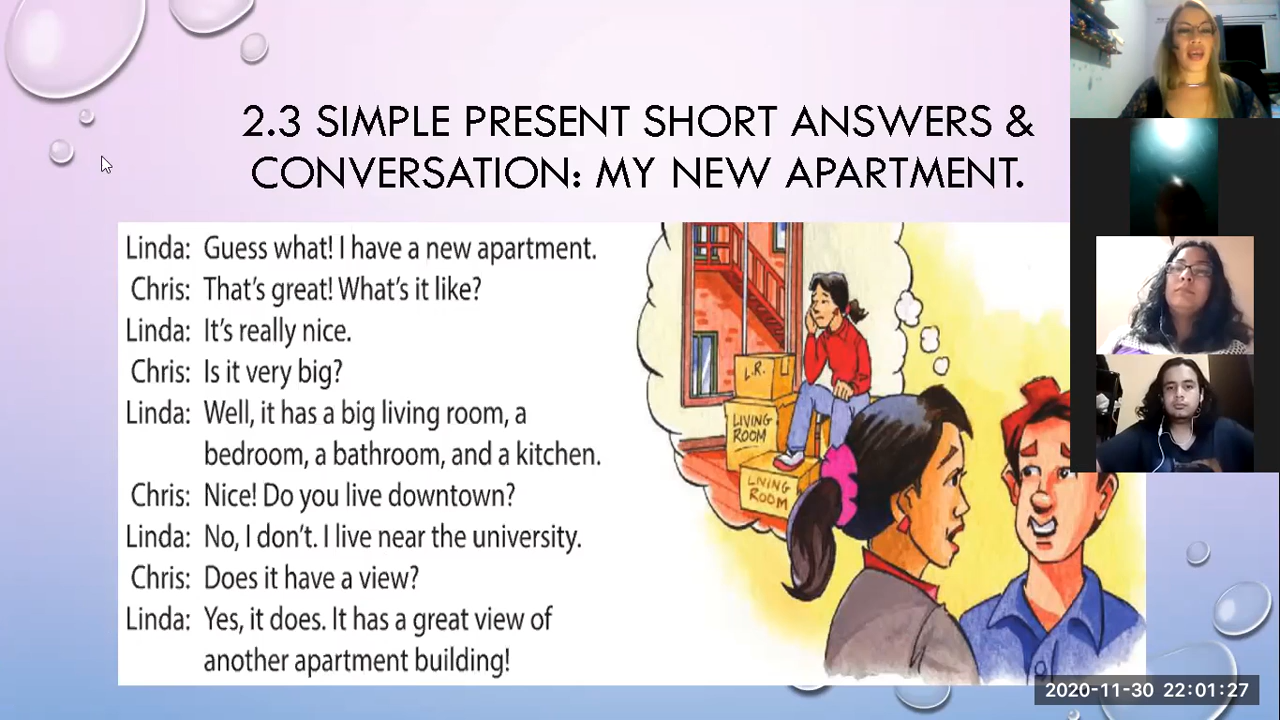 2.3 SIMPLE PRESENT SHORT ANSWERS &
CONVERSATION: MY NEW APARTMENT.
Linda: Guess what! I have a new apartment.
Chris: That's great! What's it like?
Linda: It's really nice.
Chris: Is it very big?
Linda: Well, it has a big living room, a
bedroom, a bathroom, and a kitchen.
Chris: Nice! Do you live downtown?
Linda: No, I don't. I live near the university.
Chris: Does it have a view?
Linda: Yes, it does. It has a great view of
another apartment building!
L.R.
LIVING
ROOM
LIVING
ROOM
2020-11-30 22:01:27